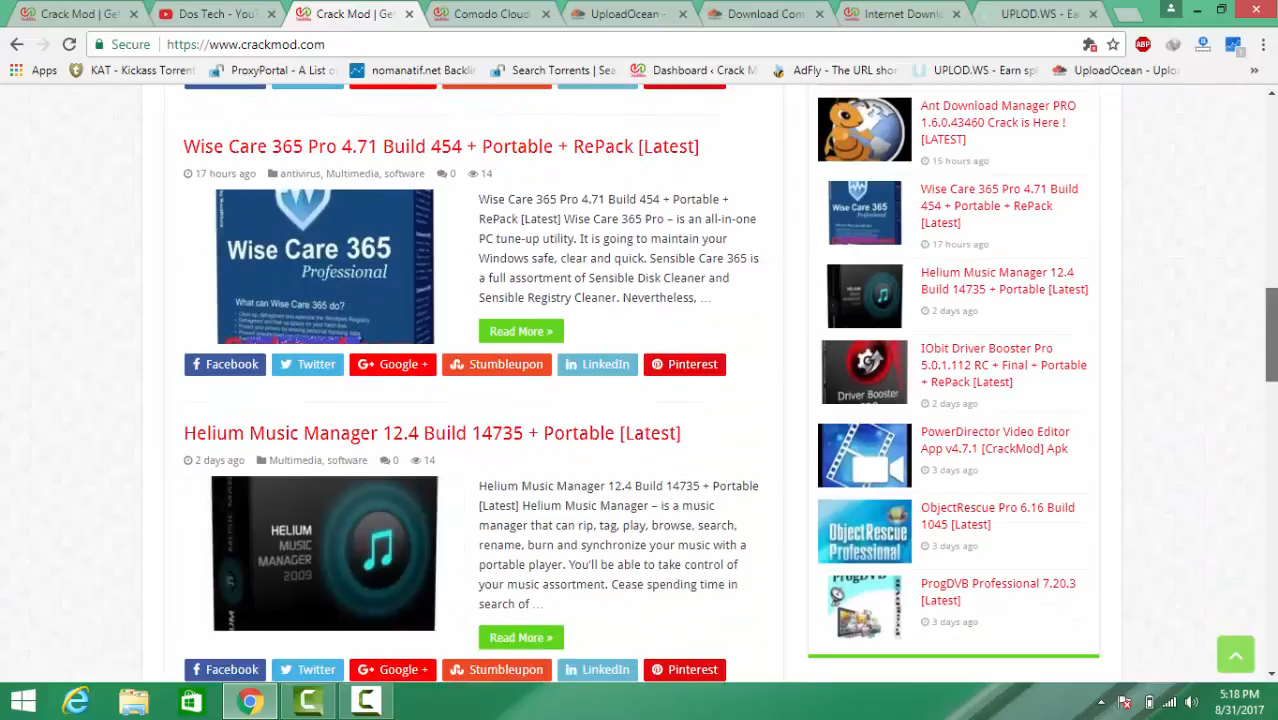 Crack Mod | Get
Dos Tech - YouT
Crack Mod | Get
Comodo Cloud
UploadOcean -
Download Com
Internet Downl
UPLOD.WS - Ear
Secure
https://www.crackmod.com
ABP
Apps
KAT - Kickass Torrent
ProxyPortal - A List o
nomanatif.net Backli
Search Torrents | Sea
Dashboard ‹ Crack M
AdFly - The URL shor
UPLOD.WS - Earn spl
UploadOcean - Uploa
»
Wise Care 365 Pro 4.71 Build 454 + Portable + RePack [Latest]
17 hours ago antivirus, Multimedia, software 0 14
WISE
Wise Care 365
Professional
What can Wise Care 365 do?
Wise Care 365 Pro 4.71 Build 454 + Portable +
RePack [Latest] Wise Care 365 Pro – is an all-in-one
PC tune-up utility. It is going to maintain your
Windows safe, clear and quick. Sensible Care 365 is
a full assortment of Sensible Disk Cleaner and
Sensible Registry Cleaner. Nevertheless, …
Read More »
Facebook
Twitter
Google +
Stumbleupon
LinkedIn
Pinterest
Helium Music Manager 12.4 Build 14735 + Portable [Latest]
2 days ago Multimedia, software 0 14
HELIUM
MUSIC
MANAGER
2009
Helium Music Manager 12.4 Build 14735 + Portable
[Latest] Helium Music Manager – is a music
manager that can rip, tag, play, browse, search,
rename, burn and synchronize your music with a
portable player. You'll be able to take control of
your music assortment. Cease spending time in
search of …
Read More »
Facebook
Twitter
Google +
Stumbleupon
LinkedIn
Pinterest
Ant Download Manager PRO
1.6.0.43460 Crack is Here !
[LATEST]
15 hours ago
Wise Care 365
Wise Care 365 Pro 4.71 Build
454 + Portable + RePack
[Latest]
17 hours ago
Helium Music Manager 12.4
Build 14735 + Portable [Latest]
2 days ago
Driver Booster
IObit Driver Booster Pro
5.0.1.112 RC + Final + Portable
+ RePack [Latest]
2 days ago
PowerDirector Video Editor
App v4.7.1 [CrackMod] Apk
3 days ago
ObjectRescue
Professional
ObjectRescue Pro 6.16 Build
1045 [Latest]
3 days ago
ProgDVB
ProgDVB Professional 7.20.3
[Latest]
3 days ago
5:18 PM
8/31/2017